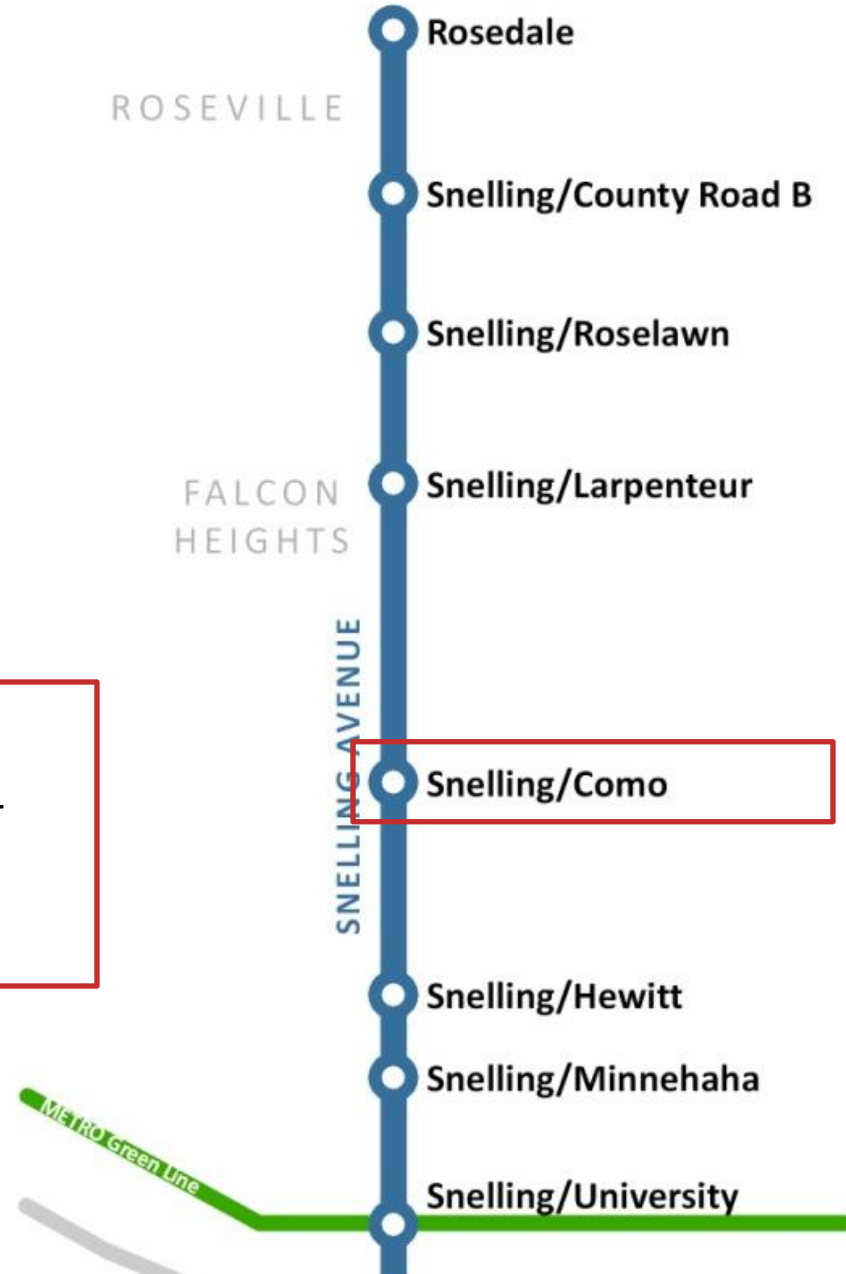 Rosedale
ROSEVILLE
Snelling/County Road B
Snelling/Roselawn
Snelling/Larpenteur
FALCON
HEIGHTS
SNELLING AVENUE
Snelling/Como
Snelling/Hewitt
Snelling/Minnehaha
METRO Green Line
Snelling/University